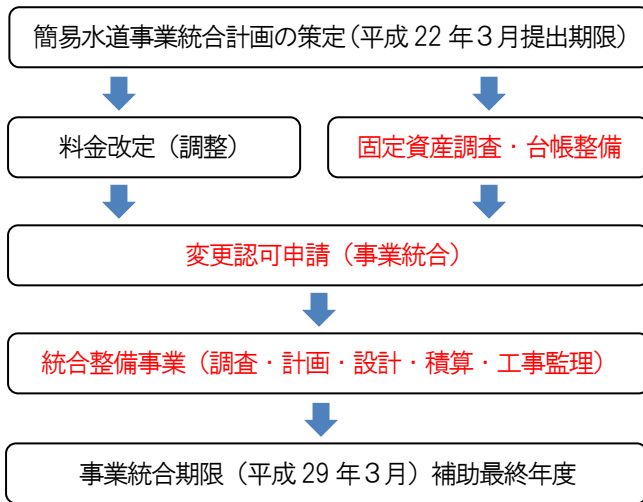 簡易水道事業統合計画の策定(平成22年３月提出期限)
料金改定（調整）
固定資産調査・台帳整備
変更認可申請（事業統合）
統合整備事業（調査・計画・設計・積算・工事監理）
事業統合期限（平成29年３月）補助最終年度